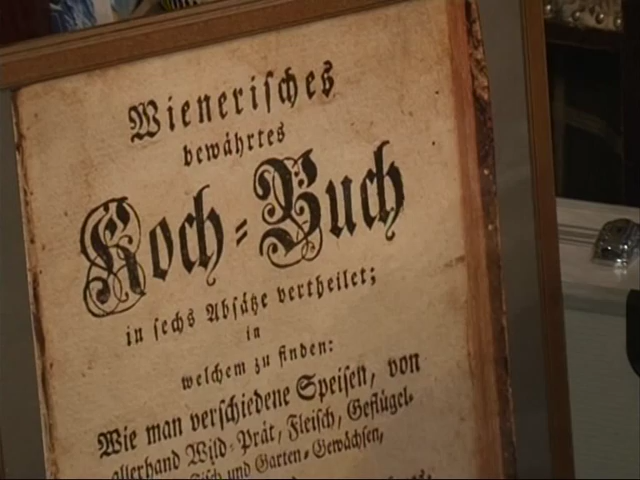 Wienerisches
bewährtes
Koch=Buch
in sechs Absätze vertheilet;
in
welchem zu finden:
Wie man verschiedene Speisen, von
allerhand Wild=Prät, Fleisch, Geflügel=
und Garten=Gewächsen,